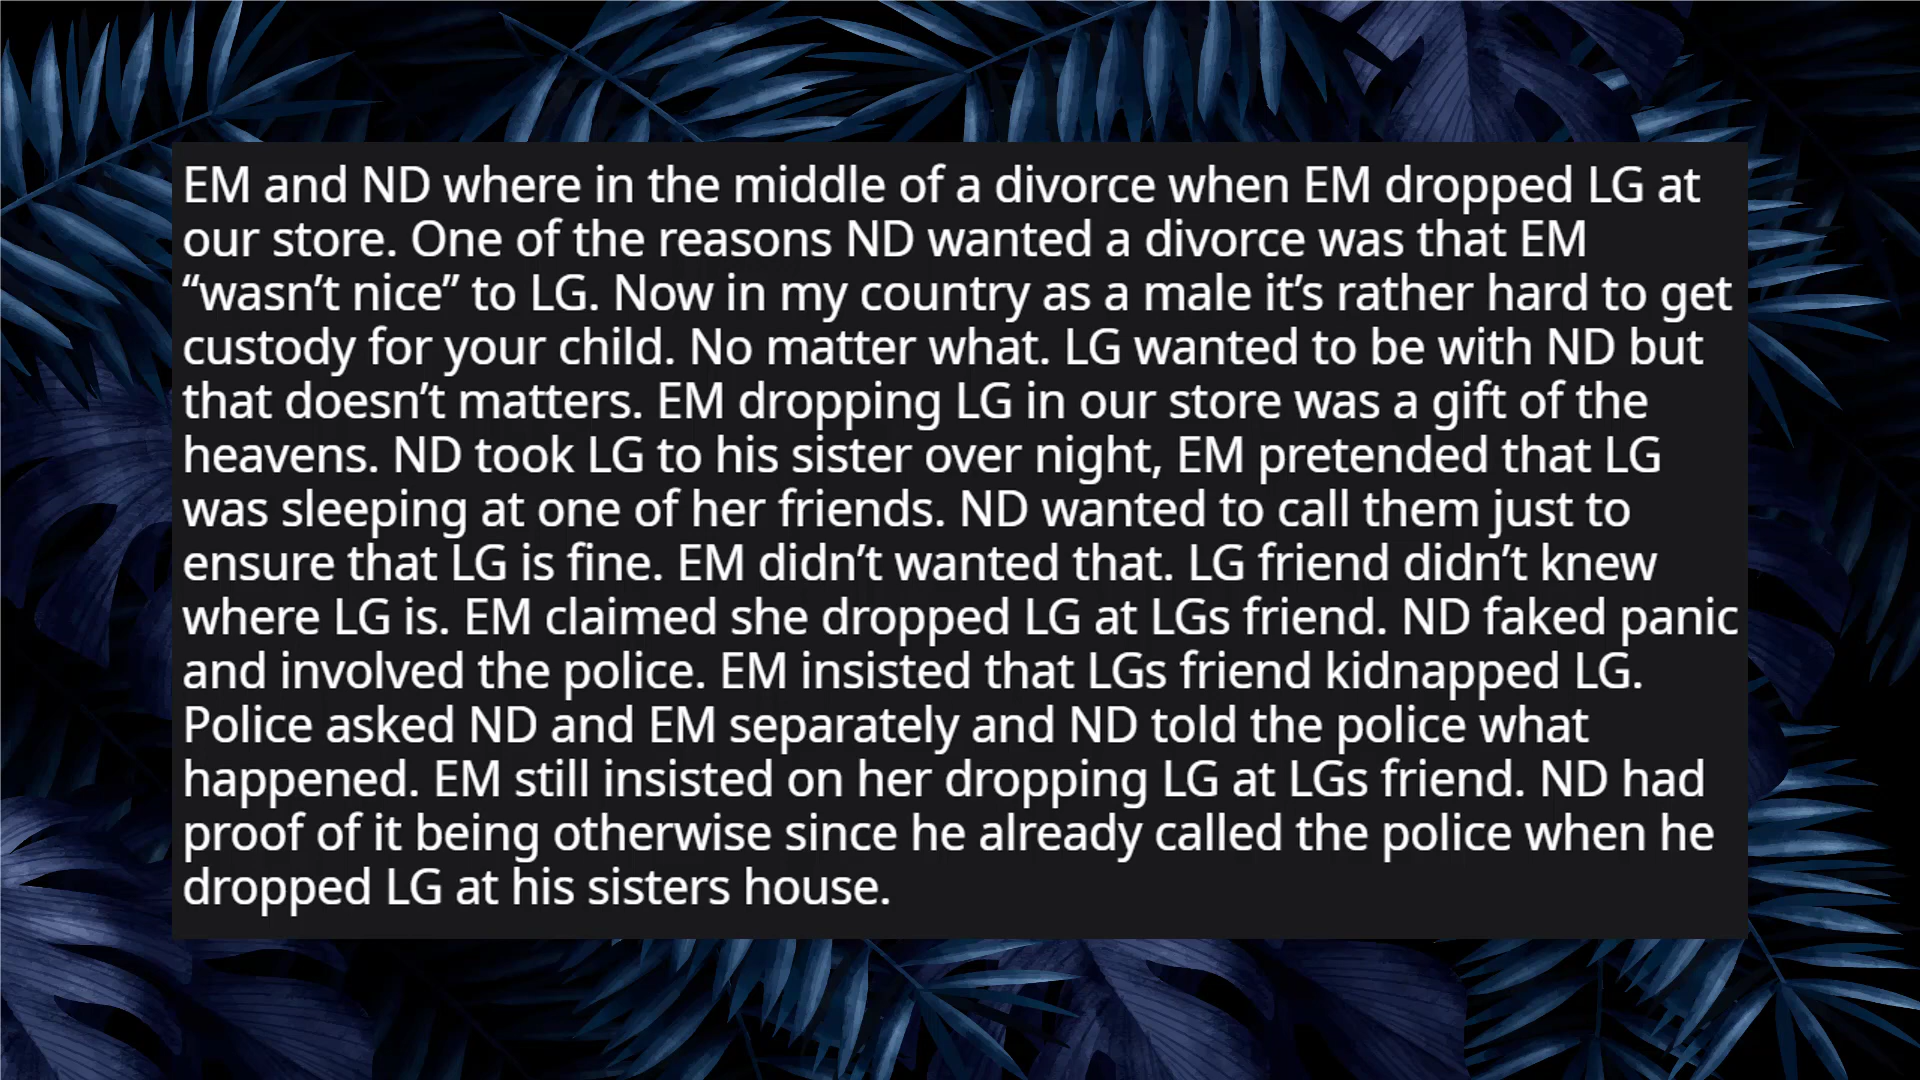 EM and ND where in the middle of a divorce when EM dropped LG at
our store. One of the reasons ND wanted a divorce was that EM
“wasn’t nice” to LG. Now in my country as a male it’s rather hard to get
custody for your child. No matter what. LG wanted to be with ND but
that doesn’t matters. EM dropping LG in our store was a gift of the
heavens. ND took LG to his sister over night, EM pretended that LG
was sleeping at one of her friends. ND wanted to call them just to
ensure that LG is fine. EM didn’t wanted that. LG friend didn’t knew
where LG is. EM claimed she dropped LG at LGs friend. ND faked panic
and involved the police. EM insisted that LGs friend kidnapped LG.
Police asked ND and EM separately and ND told the police what
happened. EM still insisted on her dropping LG at LGs friend. ND had
proof of it being otherwise since he already called the police when he
dropped LG at his sisters house.